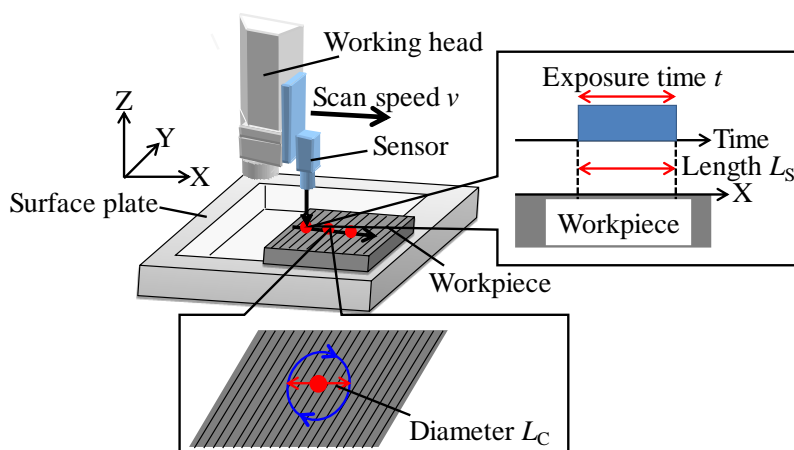 Working head
Z
Y
X
Scan speed v
Sensor
Surface plate
Workpiece
Exposure time t
Time
Length LS
X
Workpiece
Diameter LC